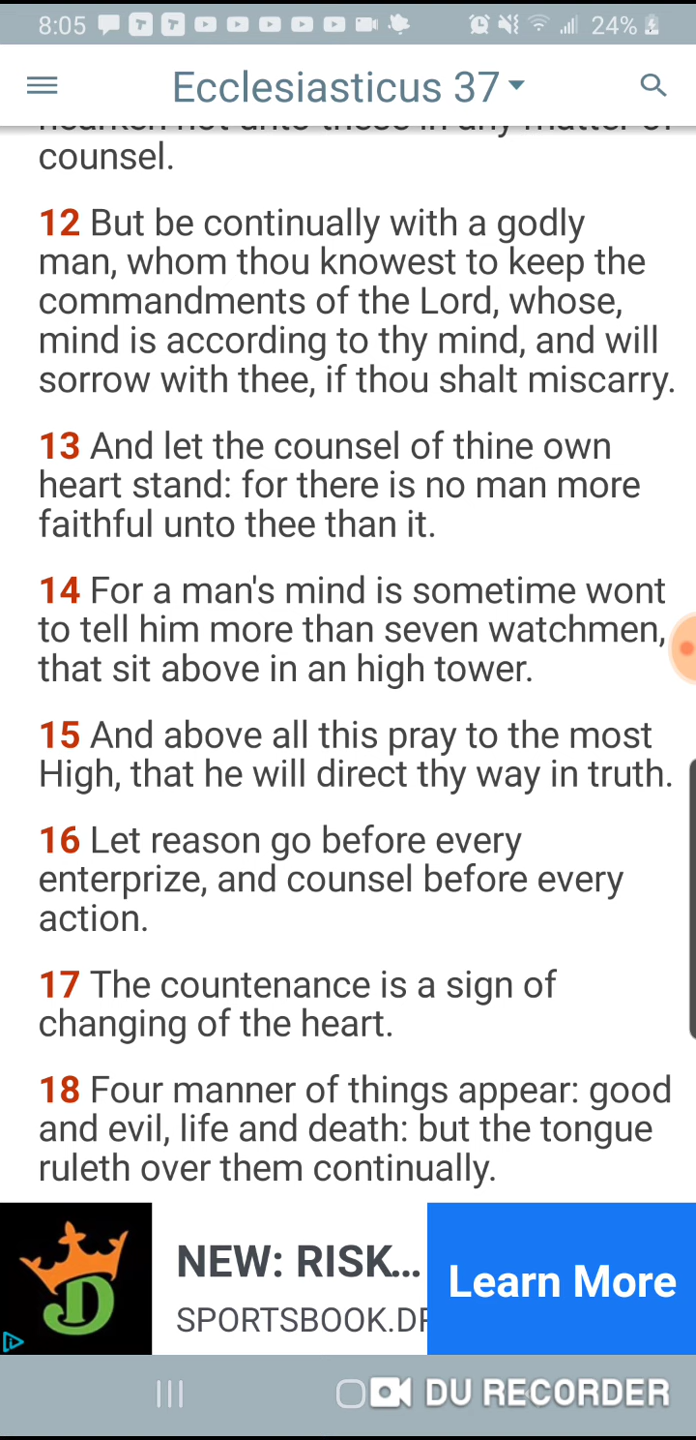 8:05
24%
Ecclesiasticus 37
counsel.
12 But be continually with a godly
man, whom thou knowest to keep the
commandments of the Lord, whose,
mind is according to thy mind, and will
sorrow with thee, if thou shalt miscarry.
13 And let the counsel of thine own
heart stand: for there is no man more
faithful unto thee than it.
14 For a man's mind is sometime wont
to tell him more than seven watchmen,
that sit above in an high tower.
15 And above all this pray to the most
High, that he will direct thy way in truth.
16 Let reason go before every
enterprize, and counsel before every
action.
17 The countenance is a sign of
changing of the heart.
18 Four manner of things appear: good
and evil, life and death: but the tongue
ruleth over them continually.
NEW: RISK...
Learn More
SPORTSBOOK.DR
DU RECORDER